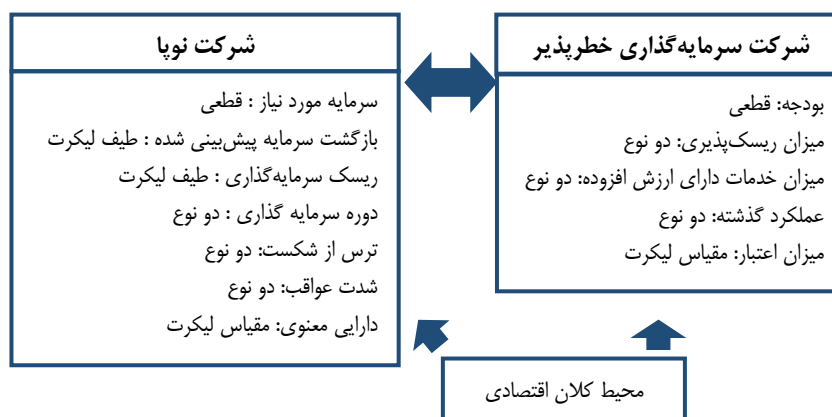 شرکت سرمایه‌گذاری خطرپذیر
بودجه: قطعی
میزان ریسک‌پذیری: دو نوع
میزان خدمات دارای ارزش افزوده: دو نوع
عملکرد گذشته: دو نوع
میزان اعتبار: مقیاس لیکرت
شرکت نوپا
سرمایه مورد نیاز : قطعی
بازگشت سرمایه پیش‌بینی شده : طیف لیکرت
ریسک سرمایه‌گذاری : طیف لیکرت
دوره سرمایه گذاری : دو نوع
ترس از شکست: دو نوع
شدت عواقب: دو نوع
دارایی معنوی: مقیاس لیکرت
محیط کلان اقتصادی